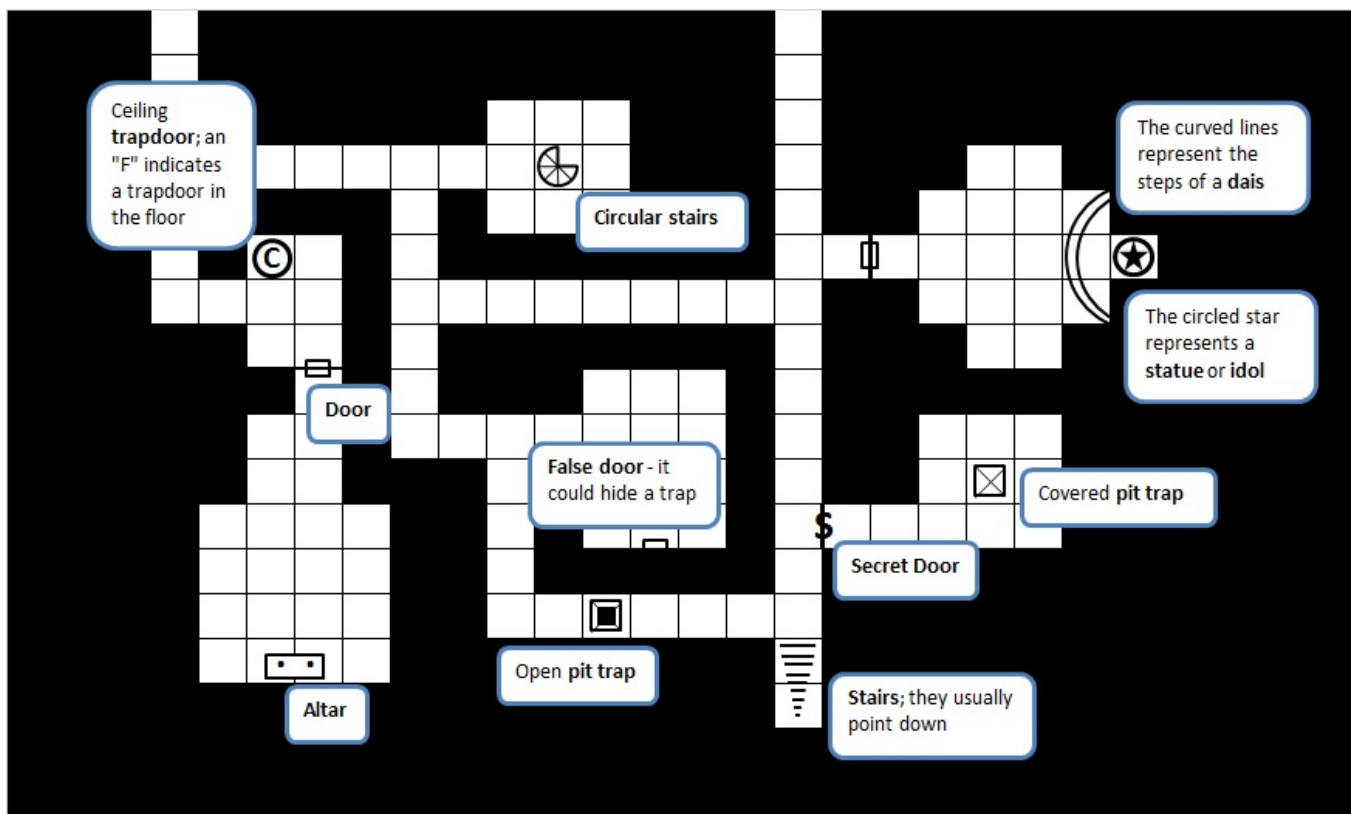 Ceiling
trapdoor; an
"F" indicates
a trapdoor in
the floor
The curved lines
represent the
steps of a dais
Circular stairs
C
The circled star
represents a
statue or idol
Door
False door - it
could hide a trap
Covered pit trap
S
Secret Door
Open pit trap
Stairs; they usually
point down
Altar